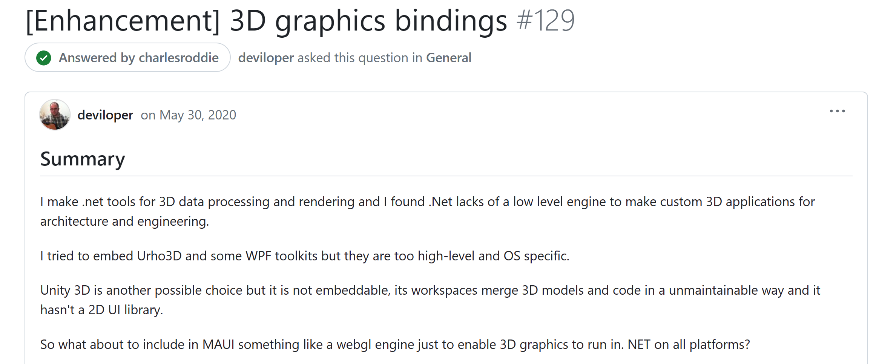 [Enhancement] 3D graphics bindings #129
Answered by charlesroddie deviloper asked this question in General
deviloper on May 30, 2020
Summary
I make .net tools for 3D data processing and rendering and I found .Net lacks of a low level engine to make custom 3D applications for
architecture and engineering.
I tried to embed Urho3D and some WPF toolkits but they are too high-level and OS specific.
Unity 3D is another possible choice but it is not embeddable, its workspaces merge 3D models and code in a unmaintainable way and it
hasn't a 2D UI library.
So what about to include in MAUI something like a webgl engine just to enable 3D graphics to run in. NET on all platforms?